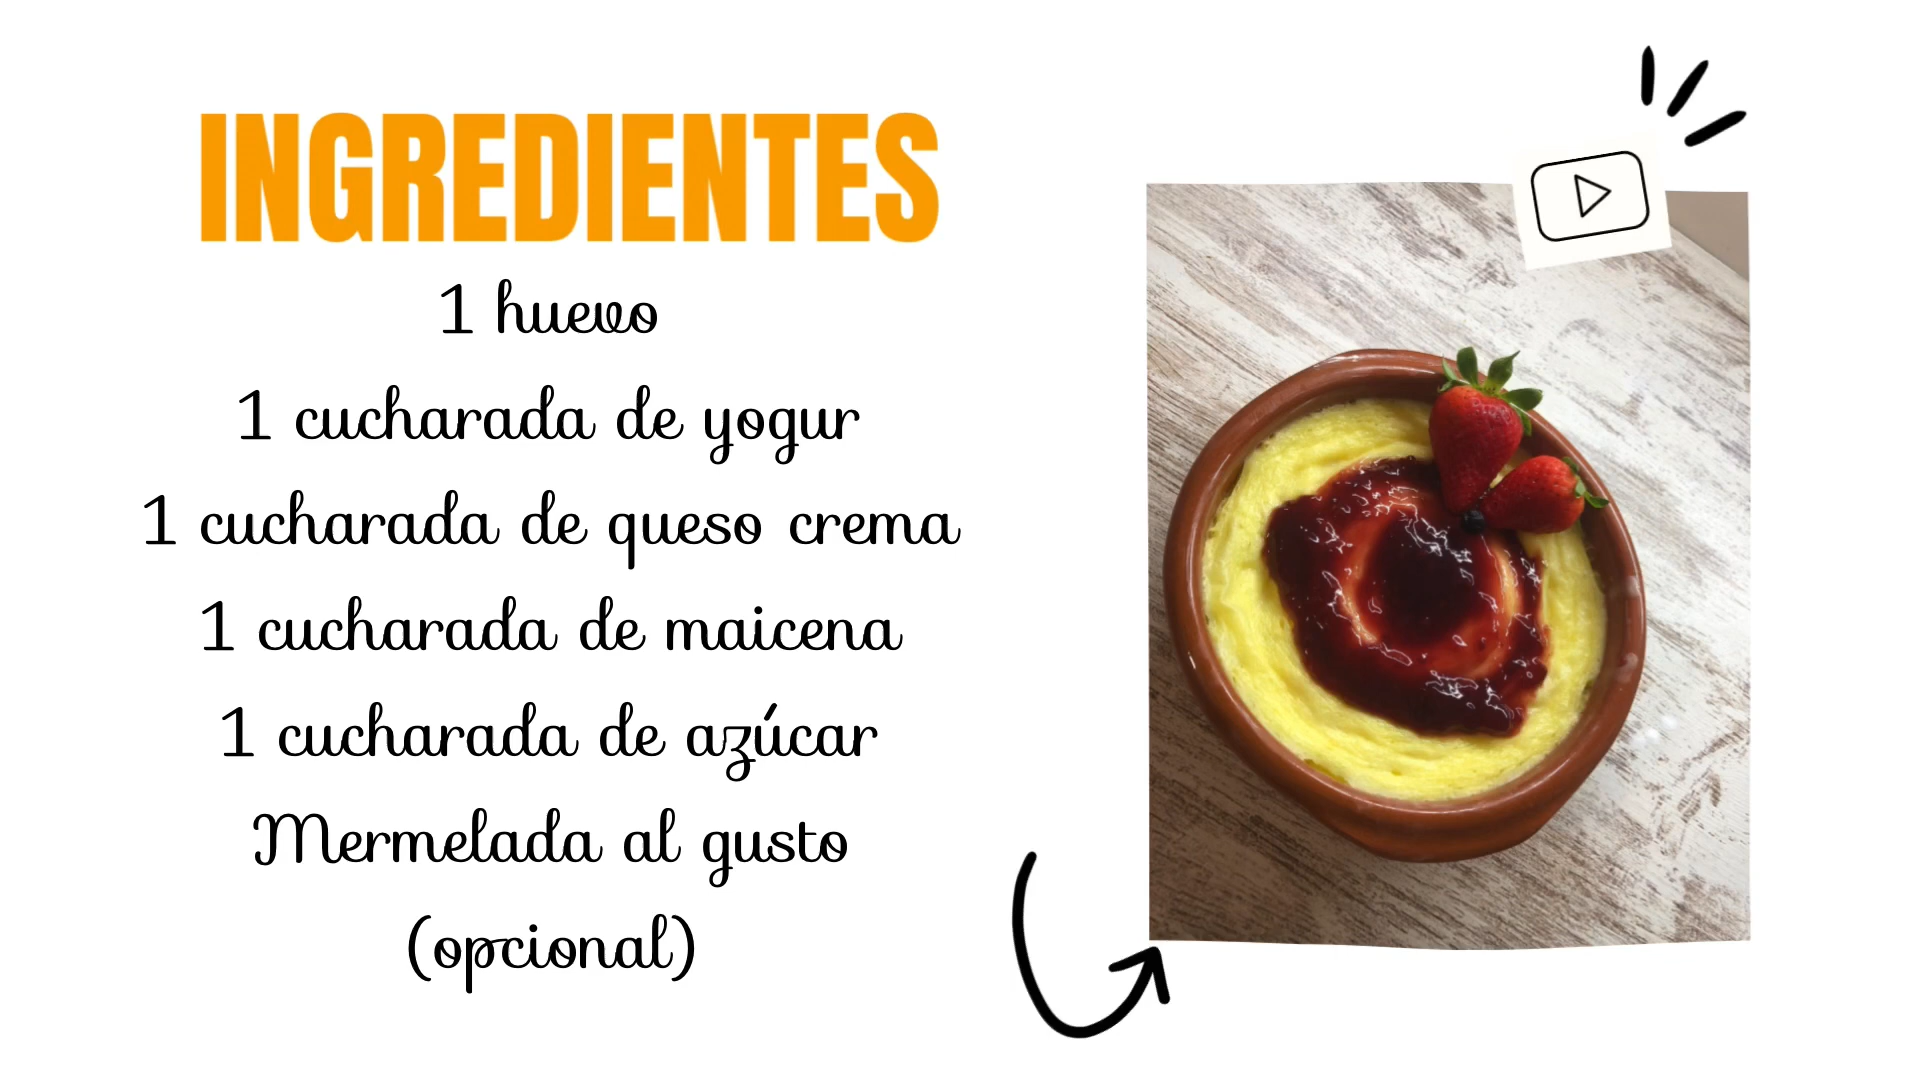 INGREDIENTES
1 huevo
1 cucharada de yogur
1 cucharada de queso crema
1 cucharada de maicena
1 cucharada de azúcar
Mermelada al gusto
(opcional)